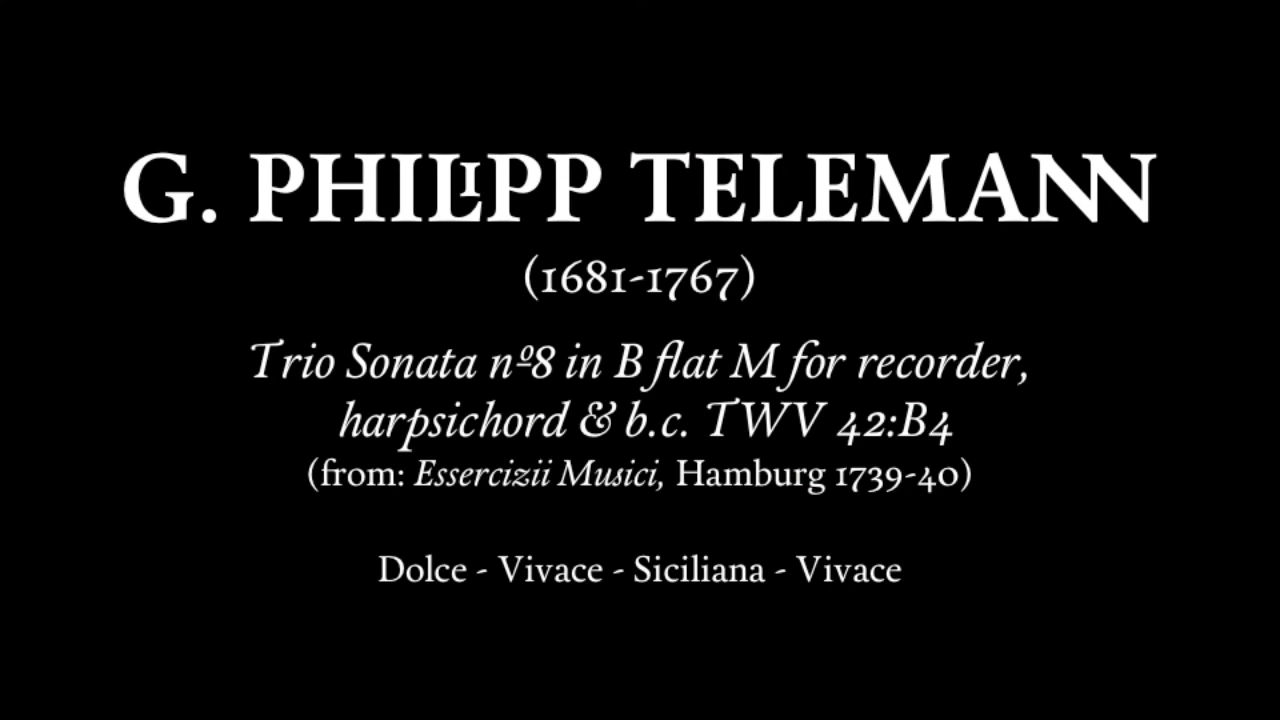 G. PHILIPP TELEMANN
(1681-1767)
Trio Sonata nº8 in B flat M for recorder,
harpsichord & b.c. TWV 42:B4
(from: Essercizii Musici, Hamburg 1739-40)
Dolce - Vivace - Siciliana - Vivace